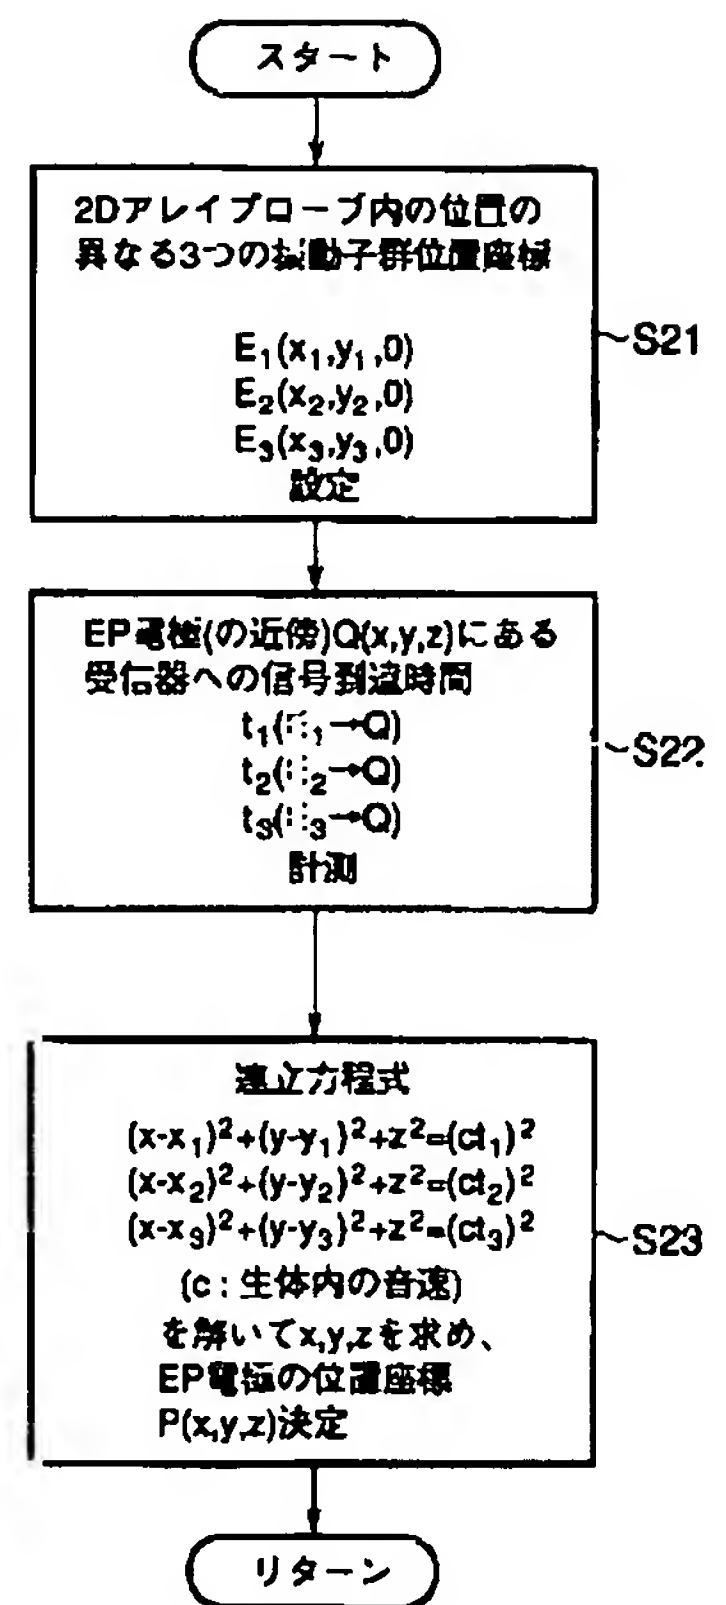 スタート
2Dアレイプローブ内の位置の
異なる3つの振動子群位置座標
E₁(x₁,y₁,0)
E₂(x₂,y₂,0)
E₃(x₃,y₃,0)
設定
S21
EP電極(の近傍)Q(x,y,z)にある
受信器への信号到達時間
t₁(E₁→Q)
t₂(E₂→Q)
t₃(E₃→Q)
計測
S22
連立方程式
(x-x₁)²+(y-y₁)²+z²=(ct₁)²
(x-x₂)²+(y-y₂)²+z²=(ct₂)²
(x-x₃)²+(y-y₃)²+z²=(ct₃)²
(c:生体内の音速)
を解いてx,y,zを求め、
EP電極の位置座標
P(x,y,z)決定
S23
リターン